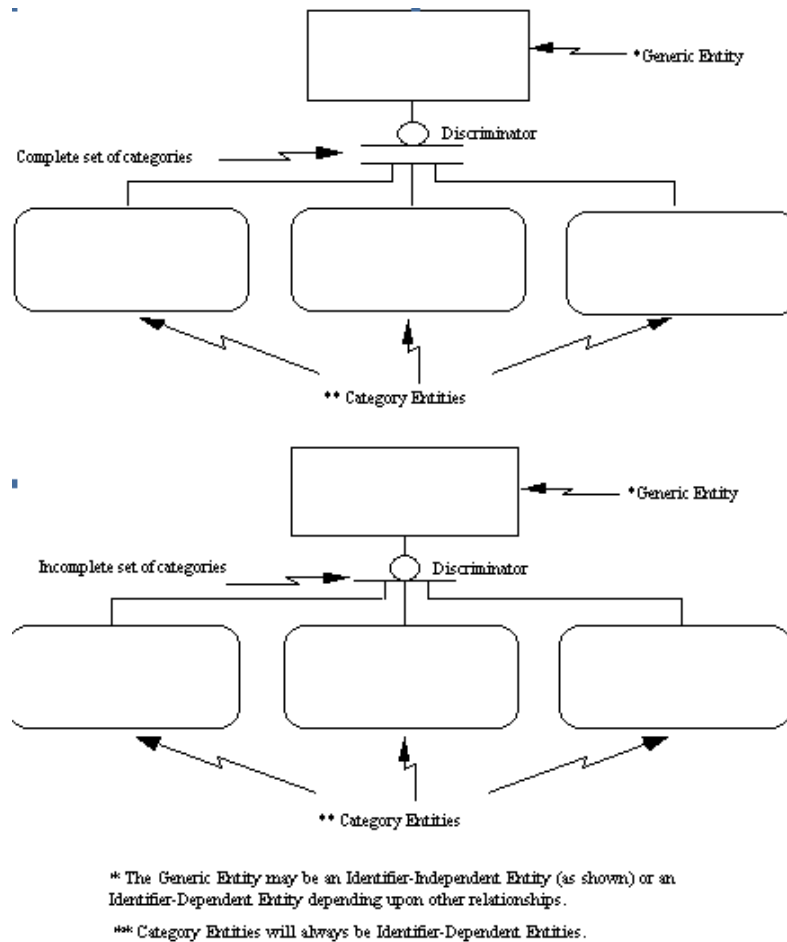 *Generic Entity
Discriminator
Complete set of categories
** Category Entities
*Generic Entity
Incomplete set of categories
Discriminator
** Category Entities
* The Generic Entity may be an Identifier-Independent Entity (as shown) or an
Identifier-Dependent Entity depending upon other relationships.
** Category Entities will always be Identifier-Dependent Entities.